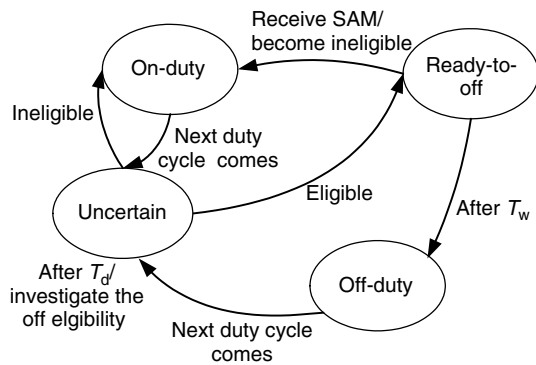 Receive SAM/
become ineligible
On-duty
Ready-to-
off
Ineligible
Next duty
cycle comes
Eligible
Uncertain
After Tw
After Td/
investigate the
off elgibility
Off-duty
Next duty cycle
comes